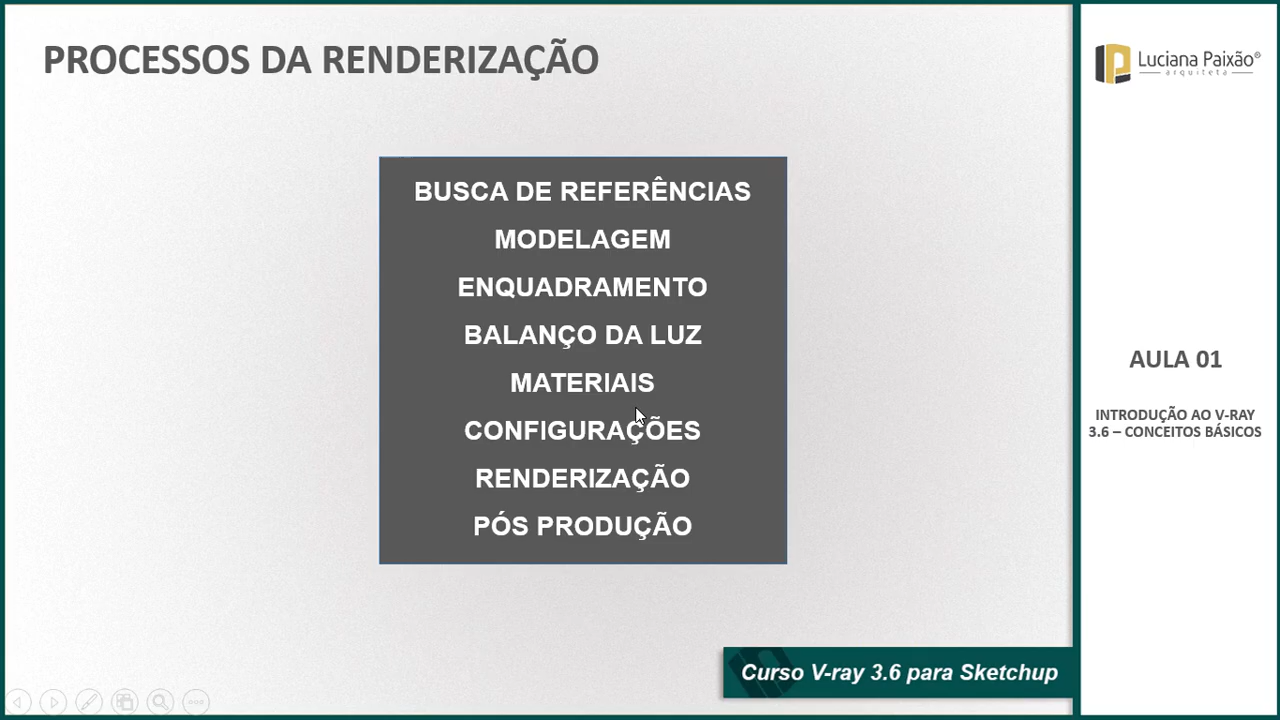 PROCESSOS DA RENDERIZAÇÃO
BUSCA DE REFERÊNCIAS
MODELAGEM
ENQUADRAMENTO
BALANÇO DA LUZ
MATERIAIS
CONFIGURAÇÕES
RENDERIZAÇÃO
PÓS PRODUÇÃO
Luciana Paixão®
arquiteta
AULA 01
INTRODUÇÃO AO V-RAY
3.6 – CONCEITOS BÁSICOS
Curso V-ray 3.6 para Sketchup